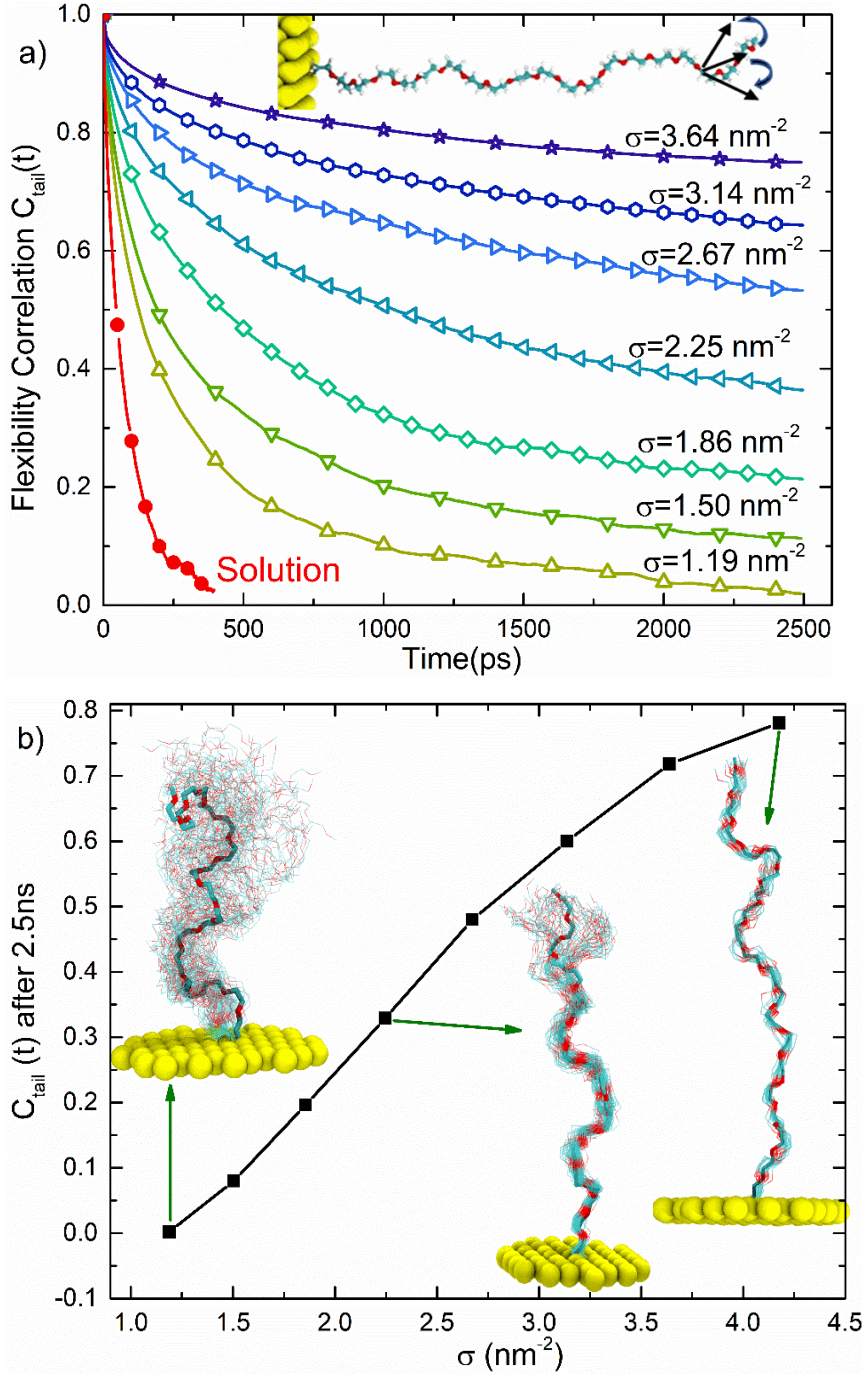 a)
Flexibility Correlation C_tail(t)
1.0
0.8
0.6
0.4
0.2
0.0
σ=3.64 nm⁻²
σ=3.14 nm⁻²
σ=2.67 nm⁻²
σ=2.25 nm⁻²
σ=1.86 nm⁻²
σ=1.50 nm⁻²
σ=1.19 nm⁻²
Solution
0 500 1000 1500 2000 2500
Time(ps)
b)
C_tail (t) after 2.5ns
0.8
0.7
0.6
0.5
0.4
0.3
0.2
0.1
0.0
-0.1
1.0 1.5 2.0 2.5 3.0 3.5 4.0 4.5
σ (nm⁻²)